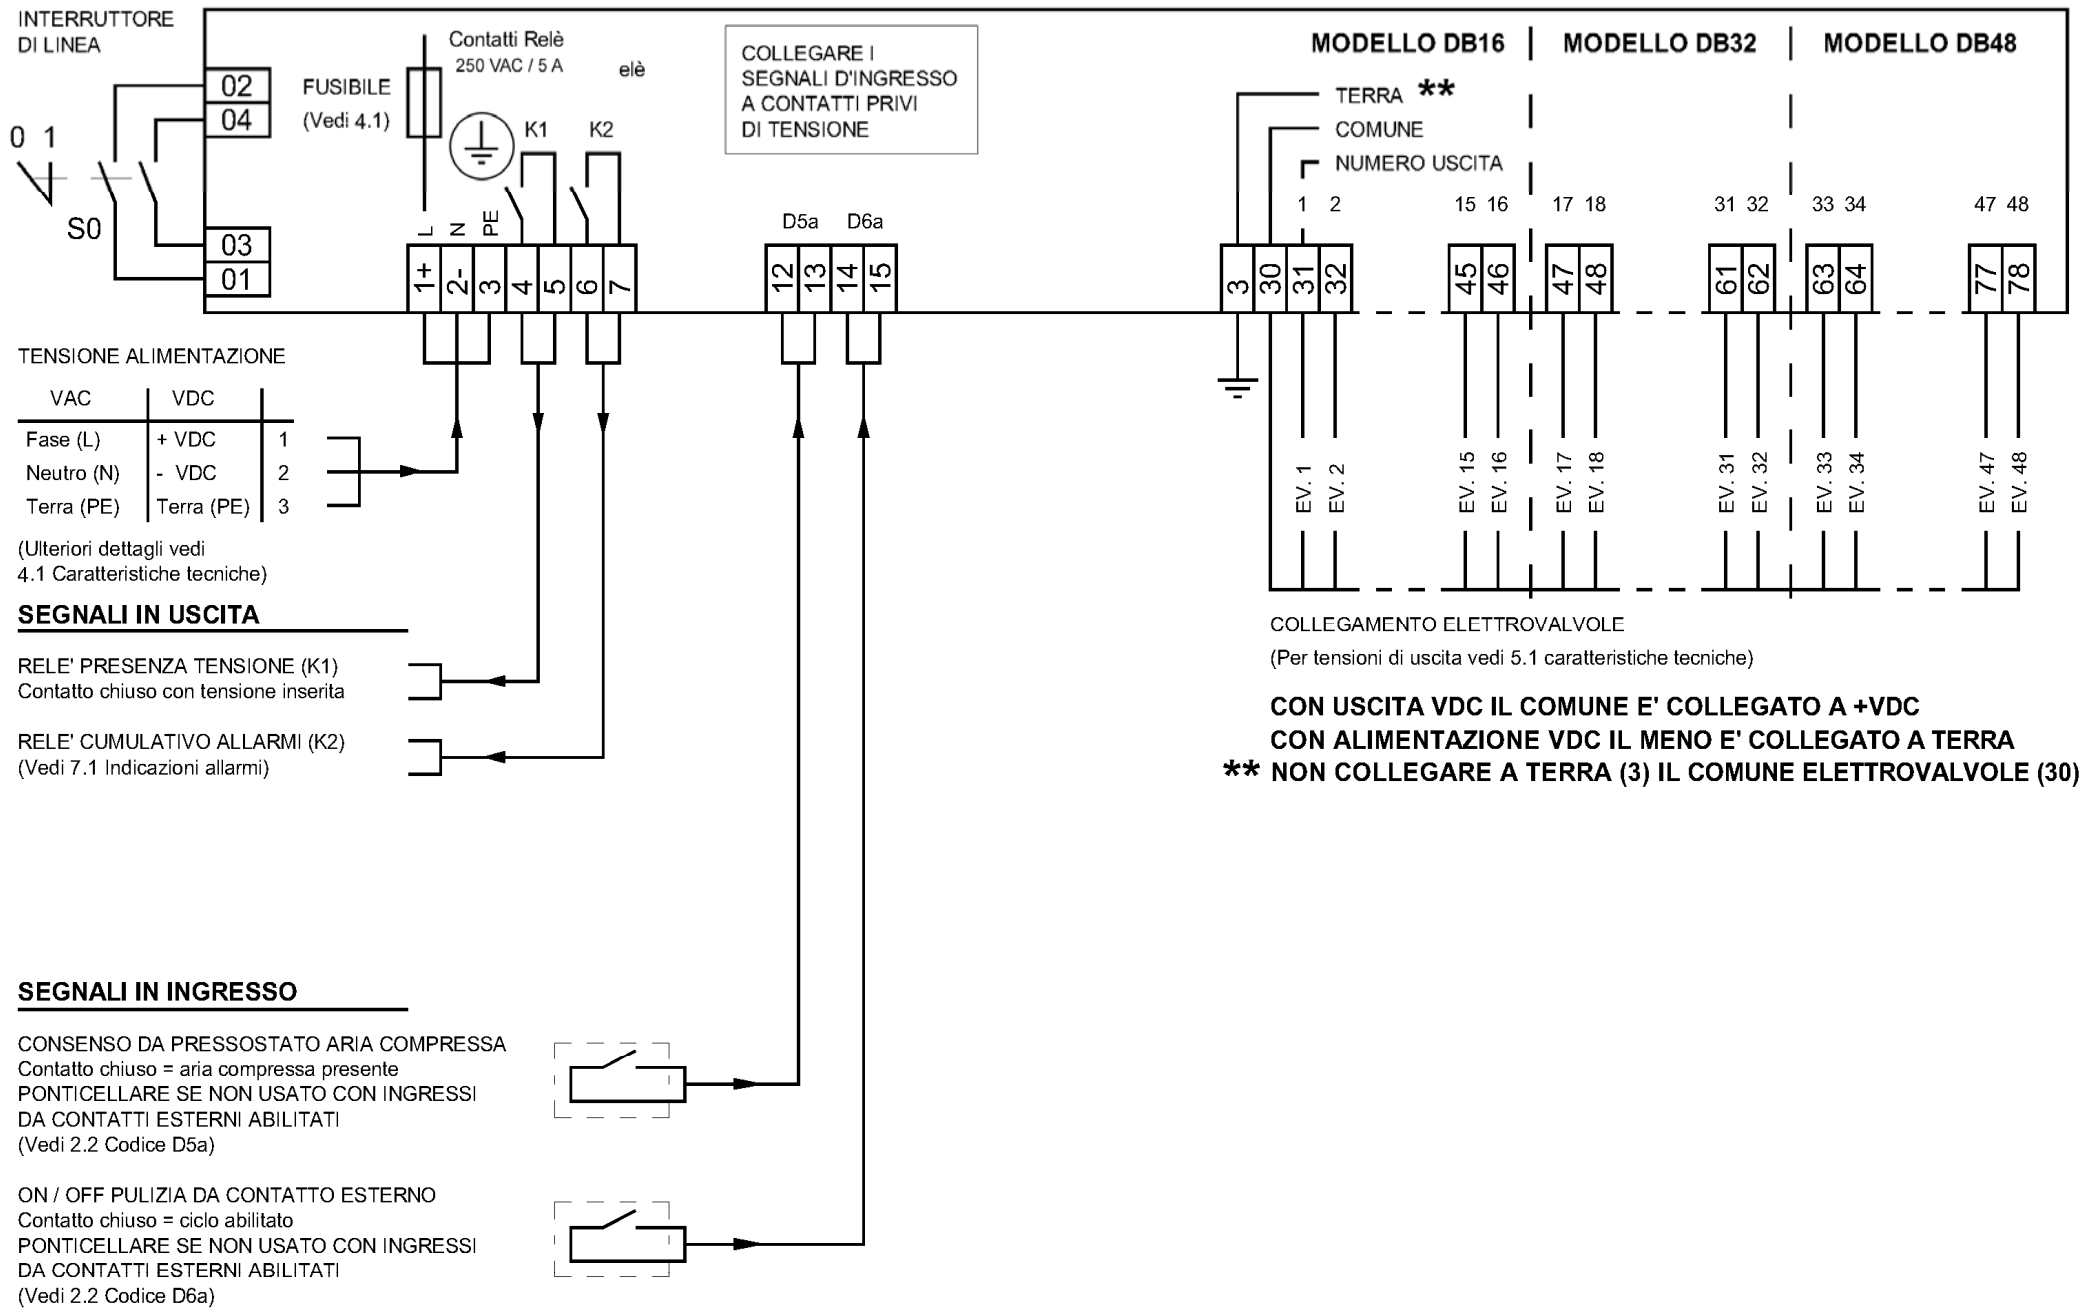 INTERRUTTORE
DI LINEA
02
04
0 1
S0
03
01
FUSIBILE
(Vedi 4.1)
Contatti Relè
250 VAC / 5 A
elè
K1
K2
L
N
PE
1+
2-
3
4
5
6
7
COLLEGARE I
SEGNALI D'INGRESSO
A CONTATTI PRIVI
DI TENSIONE
D5a D6a
12
13
14
15
MODELLO DB16
MODELLO DB32
MODELLO DB48
TERRA **
COMUNE
NUMERO USCITA
1 2 15 16 17 18 31 32 33 34 47 48
3
30
31
32
45
46
47
48
61
62
63
64
77
78
EV. 1
EV. 2
EV. 15
EV. 16
EV. 17
EV. 18
EV. 31
EV. 32
EV. 33
EV. 34
EV. 47
EV. 48
TENSIONE ALIMENTAZIONE
VAC VDC
Fase (L) + VDC 1
Neutro (N) - VDC 2
Terra (PE) Terra (PE) 3
(Ulteriori dettagli vedi
4.1 Caratteristiche tecniche)
SEGNALI IN USCITA
RELE' PRESENZA TENSIONE (K1)
Contatto chiuso con tensione inserita
RELE' CUMULATIVO ALLARMI (K2)
(Vedi 7.1 Indicazioni allarmi)
COLLEGAMENTO ELETTROVALVOLE
(Per tensioni di uscita vedi 5.1 caratteristiche tecniche)
CON USCITA VDC IL COMUNE E' COLLEGATO A +VDC
CON ALIMENTAZIONE VDC IL MENO E' COLLEGATO A TERRA
** NON COLLEGARE A TERRA (3) IL COMUNE ELETTROVALVOLE (30)
SEGNALI IN INGRESSO
CONSENSO DA PRESSOSTATO ARIA COMPRESSA
Contatto chiuso = aria compressa presente
PONTICELLARE SE NON USATO CON INGRESSI
DA CONTATTI ESTERNI ABILITATI
(Vedi 2.2 Codice D5a)
ON / OFF PULIZIA DA CONTATTO ESTERNO
Contatto chiuso = ciclo abilitato
PONTICELLARE SE NON USATO CON INGRESSI
DA CONTATTI ESTERNI ABILITATI
(Vedi 2.2 Codice D6a)